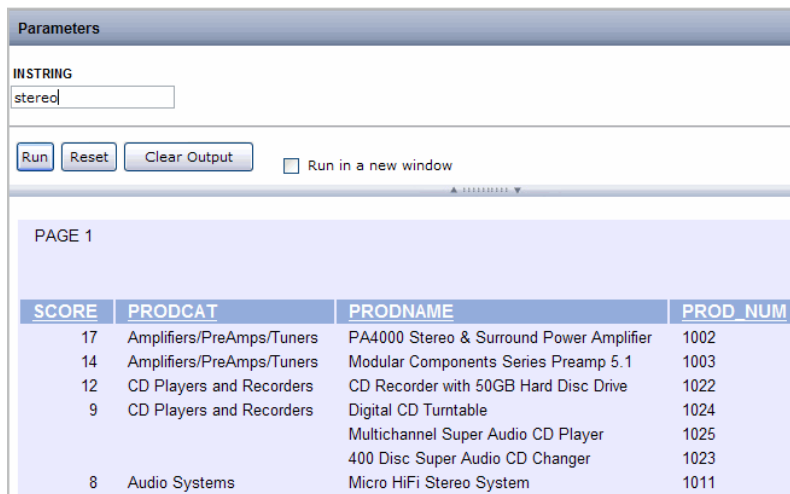 Parameters
INSTRING
stereo
Run Reset Clear Output Run in a new window
PAGE 1
SCORE PRODCAT PRODNAME PROD_NUM
17 Amplifiers/PreAmps/Tuners PA4000 Stereo & Surround Power Amplifier 1002
14 Amplifiers/PreAmps/Tuners Modular Components Series Preamp 5.1 1003
12 CD Players and Recorders CD Recorder with 50GB Hard Disc Drive 1022
9 CD Players and Recorders Digital CD Turntable 1024
Multichannel Super Audio CD Player 1025
400 Disc Super Audio CD Changer 1023
8 Audio Systems Micro HiFi Stereo System 1011